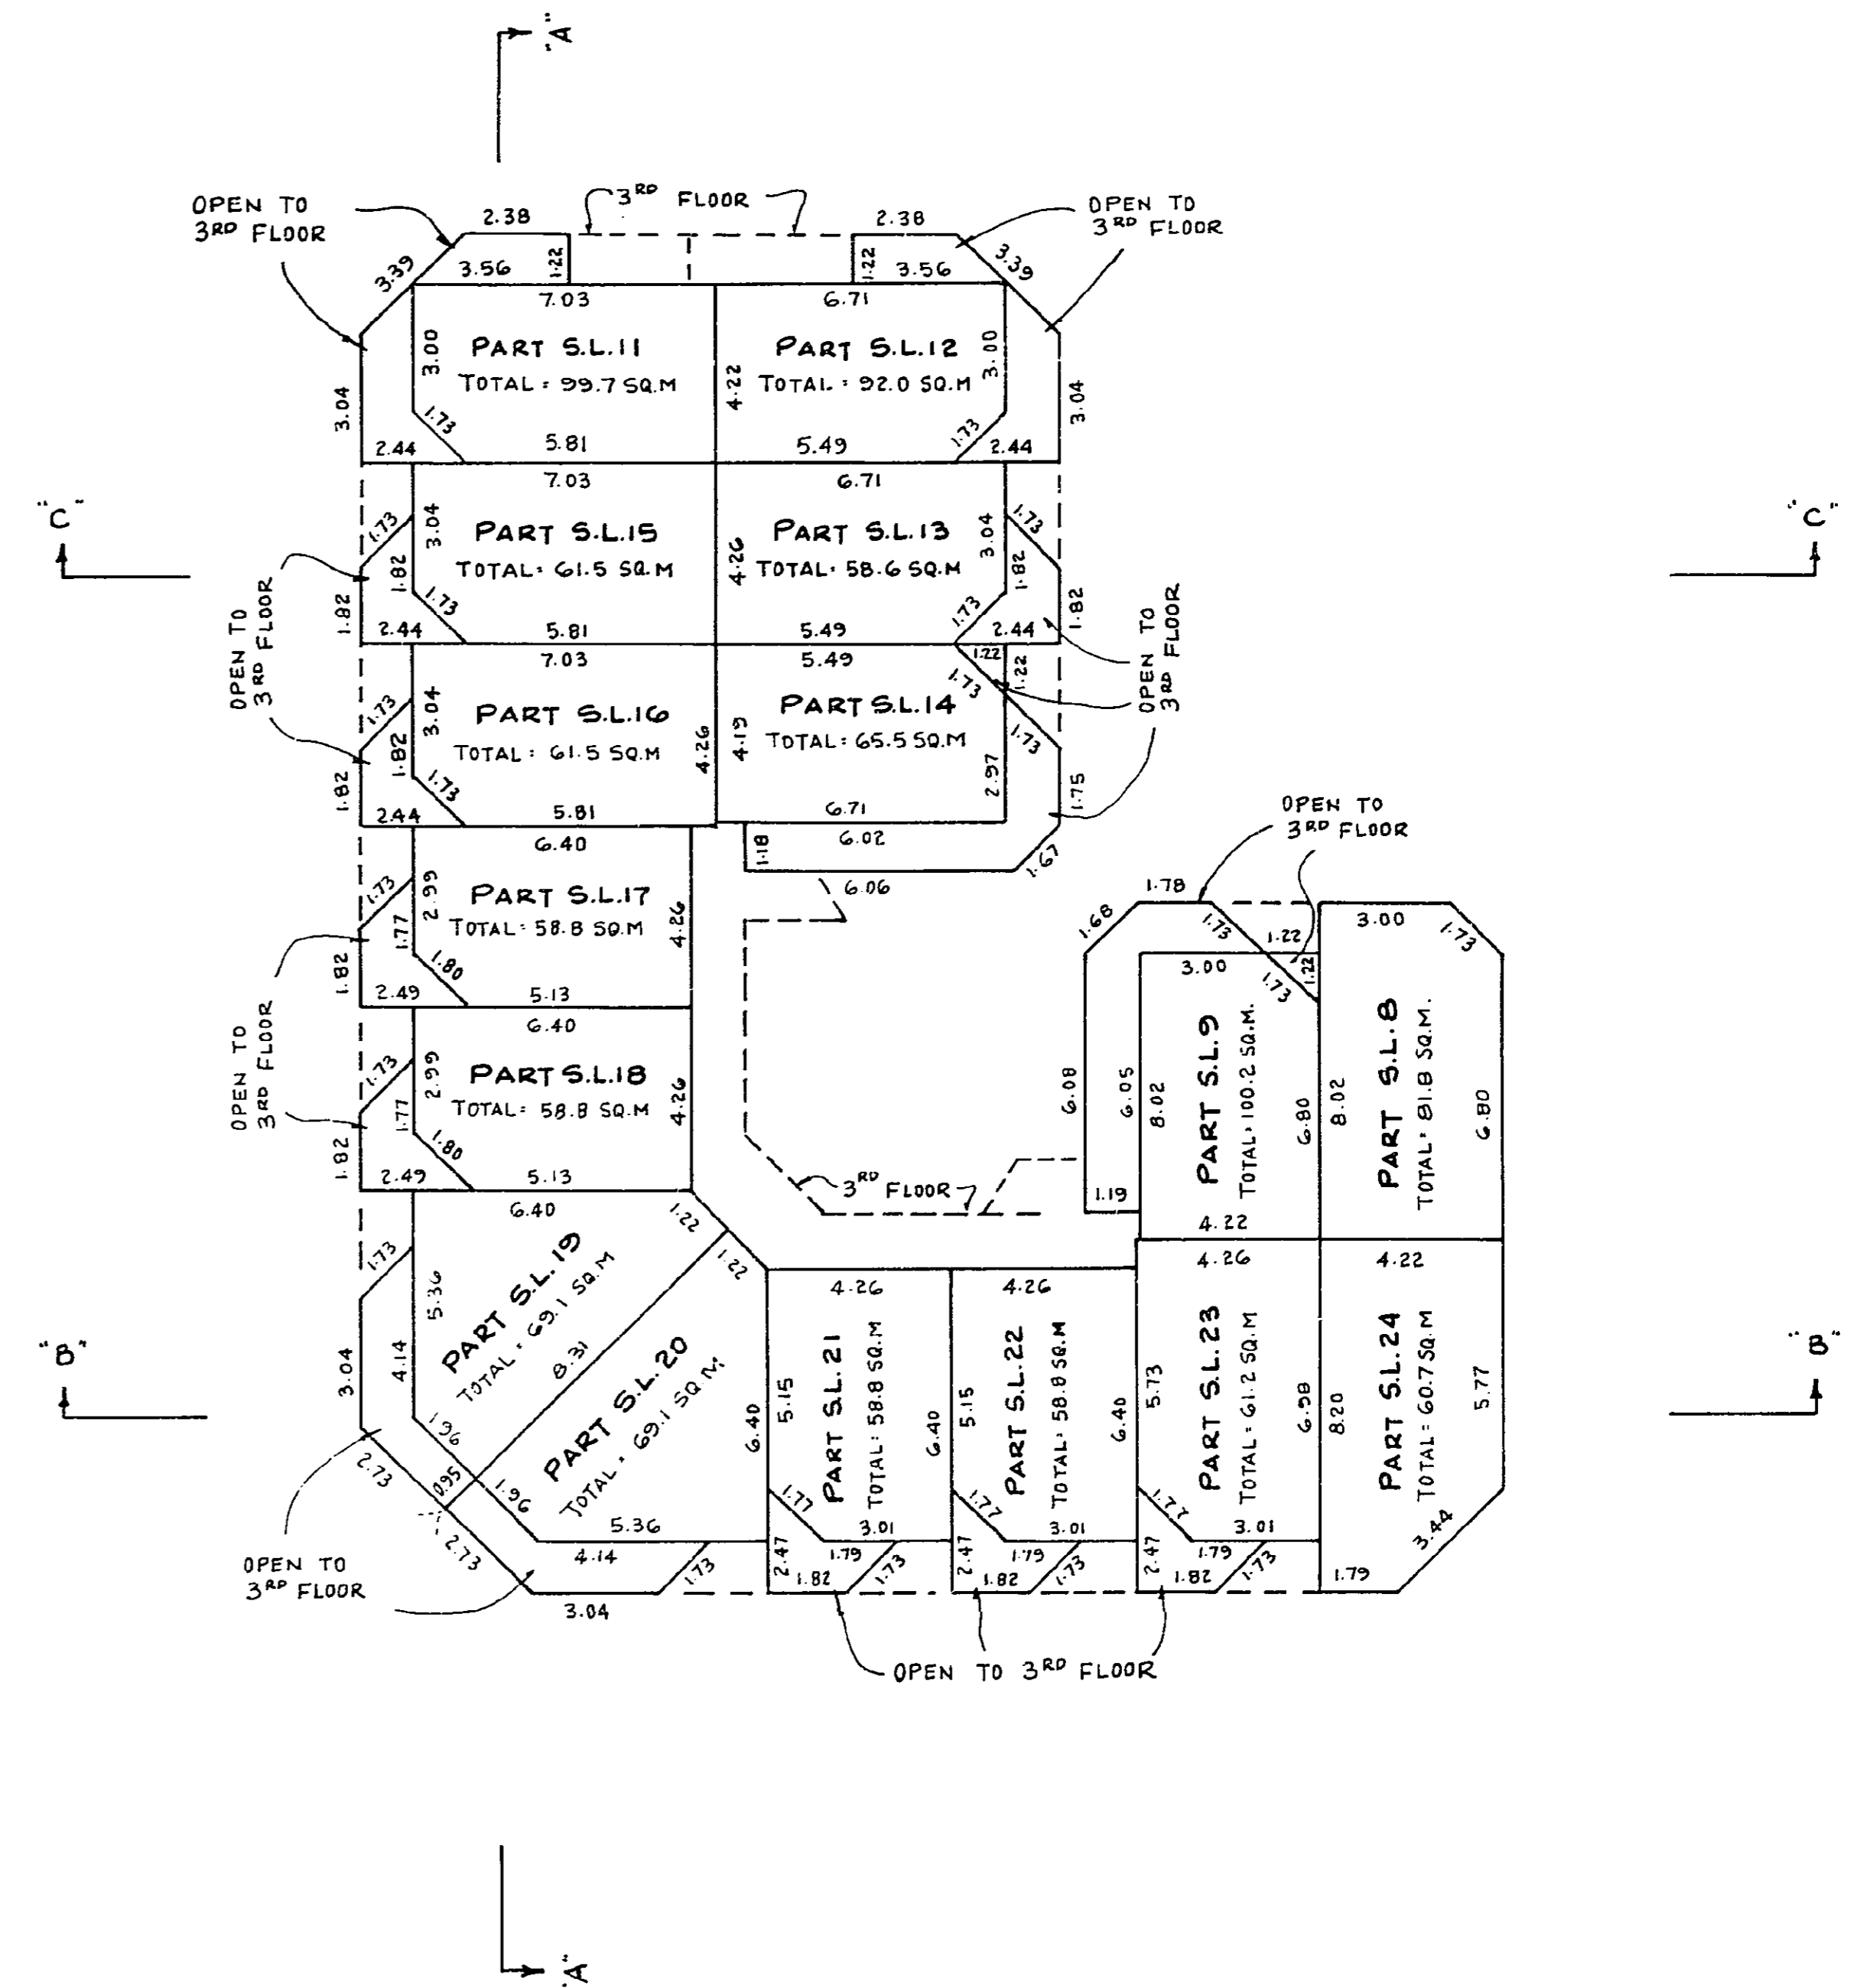 "A"
3RD FLOOR
OPEN TO
3RD FLOOR
OPEN TO
3RD FLOOR
2.38
2.38
3.39
3.56
1.22
1.22
3.56
3.39
7.03
6.71
3.00
PART S.L.11
TOTAL = 99.7 SQ.M
4.22
PART S.L.12
TOTAL = 92.0 SQ.M
3.00
3.04
3.04
1.73
1.73
2.44
5.81
5.49
2.44
"C"
"C"
7.03
6.71
1.73
3.04
PART S.L.15
TOTAL = 61.5 SQ.M
4.26
PART S.L.13
TOTAL = 58.6 SQ.M
3.04
1.73
1.82
1.82
1.82
1.82
1.73
1.73
2.44
5.81
5.49
2.44
OPEN TO
3RD FLOOR
OPEN TO
3RD FLOOR
7.03
5.49
1.22
1.22
1.73
3.04
PART S.L.16
TOTAL = 61.5 SQ.M
4.26
4.19
PART S.L.14
TOTAL = 65.5 SQ.M
1.73
1.73
2.97
1.75
1.82
1.82
1.73
2.44
5.81
6.71
6.40
1.18
6.02
1.67
6.06
1.73
2.99
PART S.L.17
TOTAL = 58.8 SQ.M
4.26
1.77
1.82
1.80
2.49
5.13
OPEN TO
3RD FLOOR
6.40
1.73
2.99
PART S.L.18
TOTAL = 58.8 SQ.M
4.26
1.77
1.82
1.80
2.49
5.13
OPEN TO
3RD FLOOR
1.78
1.68
1.73
1.22
3.00
1.73
3.00
1.73
1.22
6.08
6.05
8.02
PART S.L.9
TOTAL = 100.2 SQ.M.
6.80
8.02
PART S.L.8
TOTAL = 81.8 SQ.M.
6.80
3RD FLOOR
1.19
4.22
6.40
1.22
1.22
1.73
5.36
PART S.L.19
TOTAL = 69.1 SQ.M
3.04
4.14
8.31
1.96
2.73
0.95
PART S.L.20
TOTAL = 69.1 SQ.M
1.96
2.73
5.36
4.14
1.73
3.04
6.40
OPEN TO
3RD FLOOR
"B"
"B"
4.26
4.26
4.26
4.22
5.15
PART S.L.21
TOTAL = 58.8 SQ.M
6.40
5.15
PART S.L.22
TOTAL = 58.8 SQ.M
6.40
5.73
PART S.L.23
TOTAL = 61.2 SQ.M
6.98
8.20
PART S.L.24
TOTAL = 60.7 SQ.M
5.77
3.44
1.77
3.01
1.77
3.01
1.77
3.01
2.47
1.79
1.73
2.47
1.79
1.73
2.47
1.79
1.73
1.82
1.82
1.82
1.79
OPEN TO 3RD FLOOR
"A"